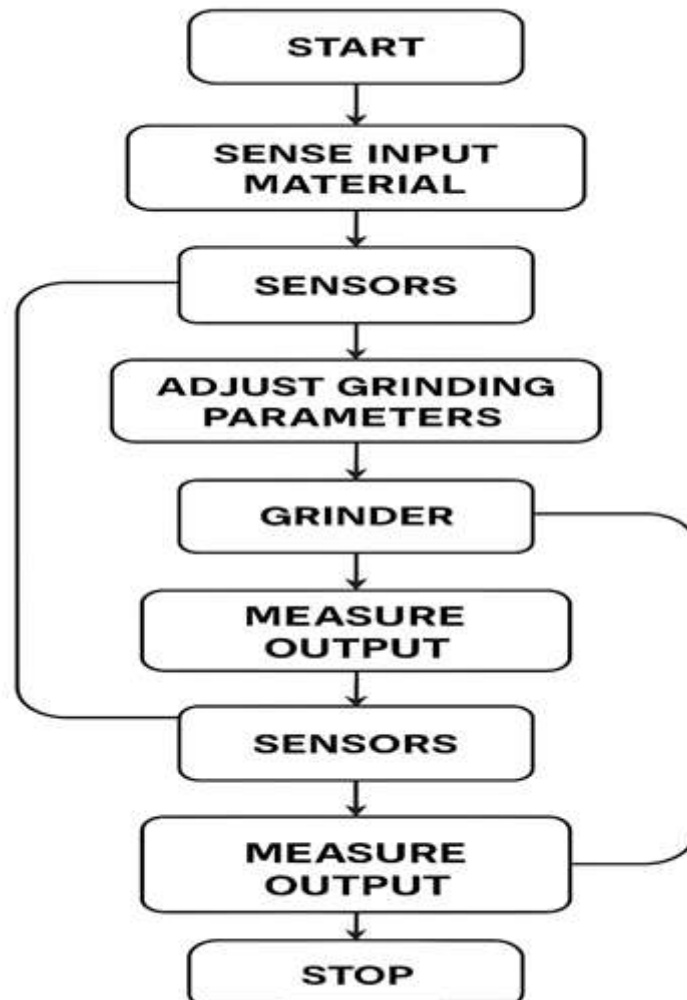 START
SENSE INPUT
MATERIAL
SENSORS
ADJUST GRINDING
PARAMETERS
GRINDER
MEASURE
OUTPUT
SENSORS
MEASURE
OUTPUT
STOP